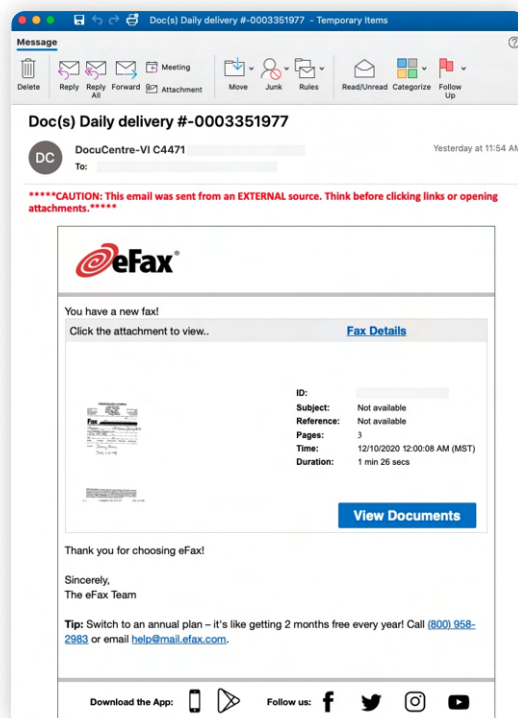 Doc(s) Daily delivery #-0003351977 - Temporary Items
Message
Delete
Reply
Reply All
Forward
Meeting
Attachment
Move
Junk
Rules
Read/Unread
Categorize
Follow Up
Doc(s) Daily delivery #-0003351977
DC
DocuCentre-VI C4471
Yesterday at 11:54 AM
To:
*****CAUTION: This email was sent from an EXTERNAL source. Think before clicking links or opening
attachments.*****
eFax®
You have a new fax!
Click the attachment to view..
Fax Details
Fax
ID:
Subject: Not available
Reference: Not available
Pages: 3
Time: 12/10/2020 12:00:08 AM (MST)
Duration: 1 min 26 secs
View Documents
Thank you for choosing eFax!
Sincerely,
The eFax Team
Tip: Switch to an annual plan – it's like getting 2 months free every year! Call (800) 958-
2983 or email help@mail.efax.com.
Download the App:
Follow us: